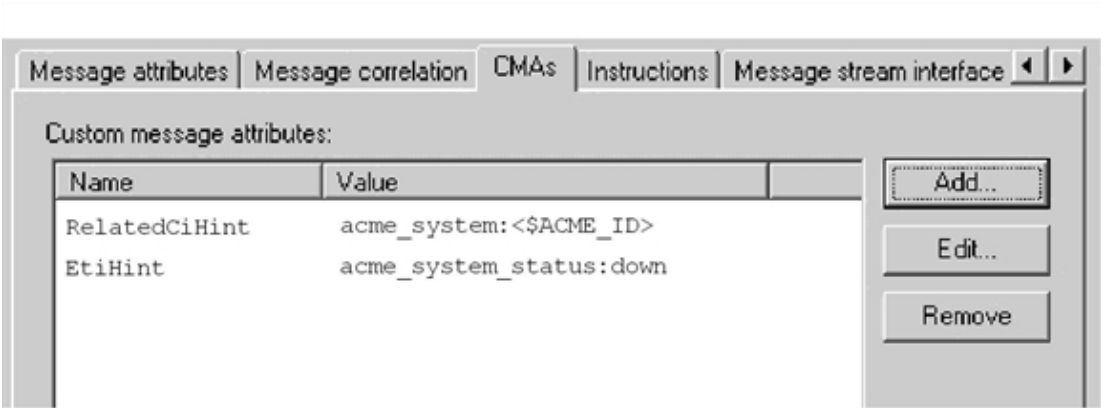 Message attributes Message correlation CMAs Instructions Message stream interface
Custom message attributes:
Name Value
Add...
RelatedCiHint acme_system:<$ACME_ID>
Edit...
EtiHint acme_system_status:down
Remove